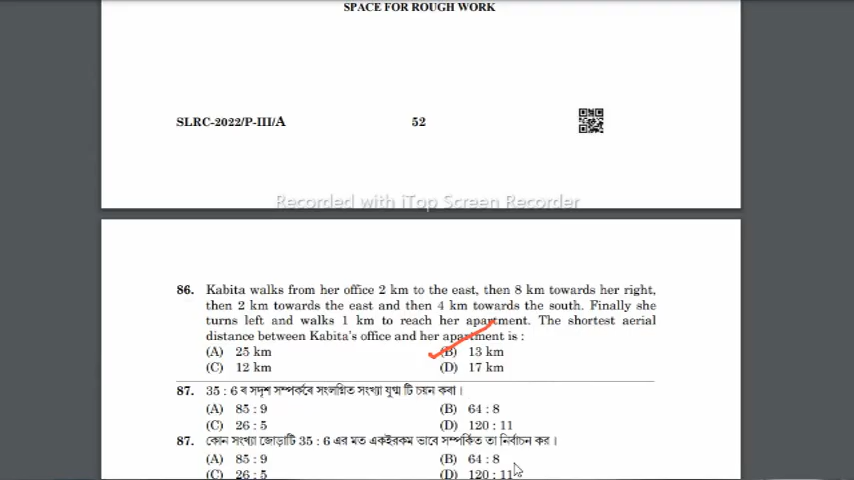 SPACE FOR ROUGH WORK
SLRC-2022/P-III/A 52
Recorded with iTop Screen Recorder
86. Kabita walks from her office 2 km to the east, then 8 km towards her right,
then 2 km towards the east and then 4 km towards the south. Finally she
turns left and walks 1 km to reach her apartment. The shortest aerial
distance between Kabita's office and her apartment is :
(A) 25 km (B) 13 km
(C) 12 km (D) 17 km
87. 35 : 6 ৰ সদৃশ সম্পৰ্কৰে সংলগ্নিত সংখ্যা যুগ্ম টি চয়ন কৰা।
(A) 85 : 9 (B) 64 : 8
(C) 26 : 5 (D) 120 : 11
87. কোন সংখ্যা জোড়াটি 35 : 6 এর মত একইরকম ভাবে সম্পর্কিত তা নির্বাচন কর।
(A) 85 : 9 (B) 64 : 8
(C) 26 : 5 (D) 120 : 11